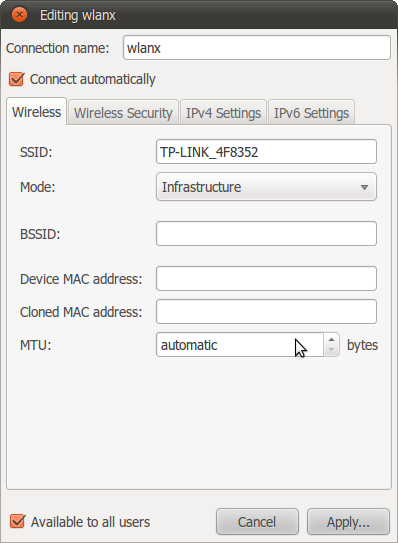 Editing wlanx
Connection name: wlanx
Connect automatically
Wireless Wireless Security IPv4 Settings IPv6 Settings
SSID: TP-LINK_4F8352
Mode: Infrastructure
BSSID:
Device MAC address:
Cloned MAC address:
MTU: automatic bytes
Available to all users Cancel Apply...